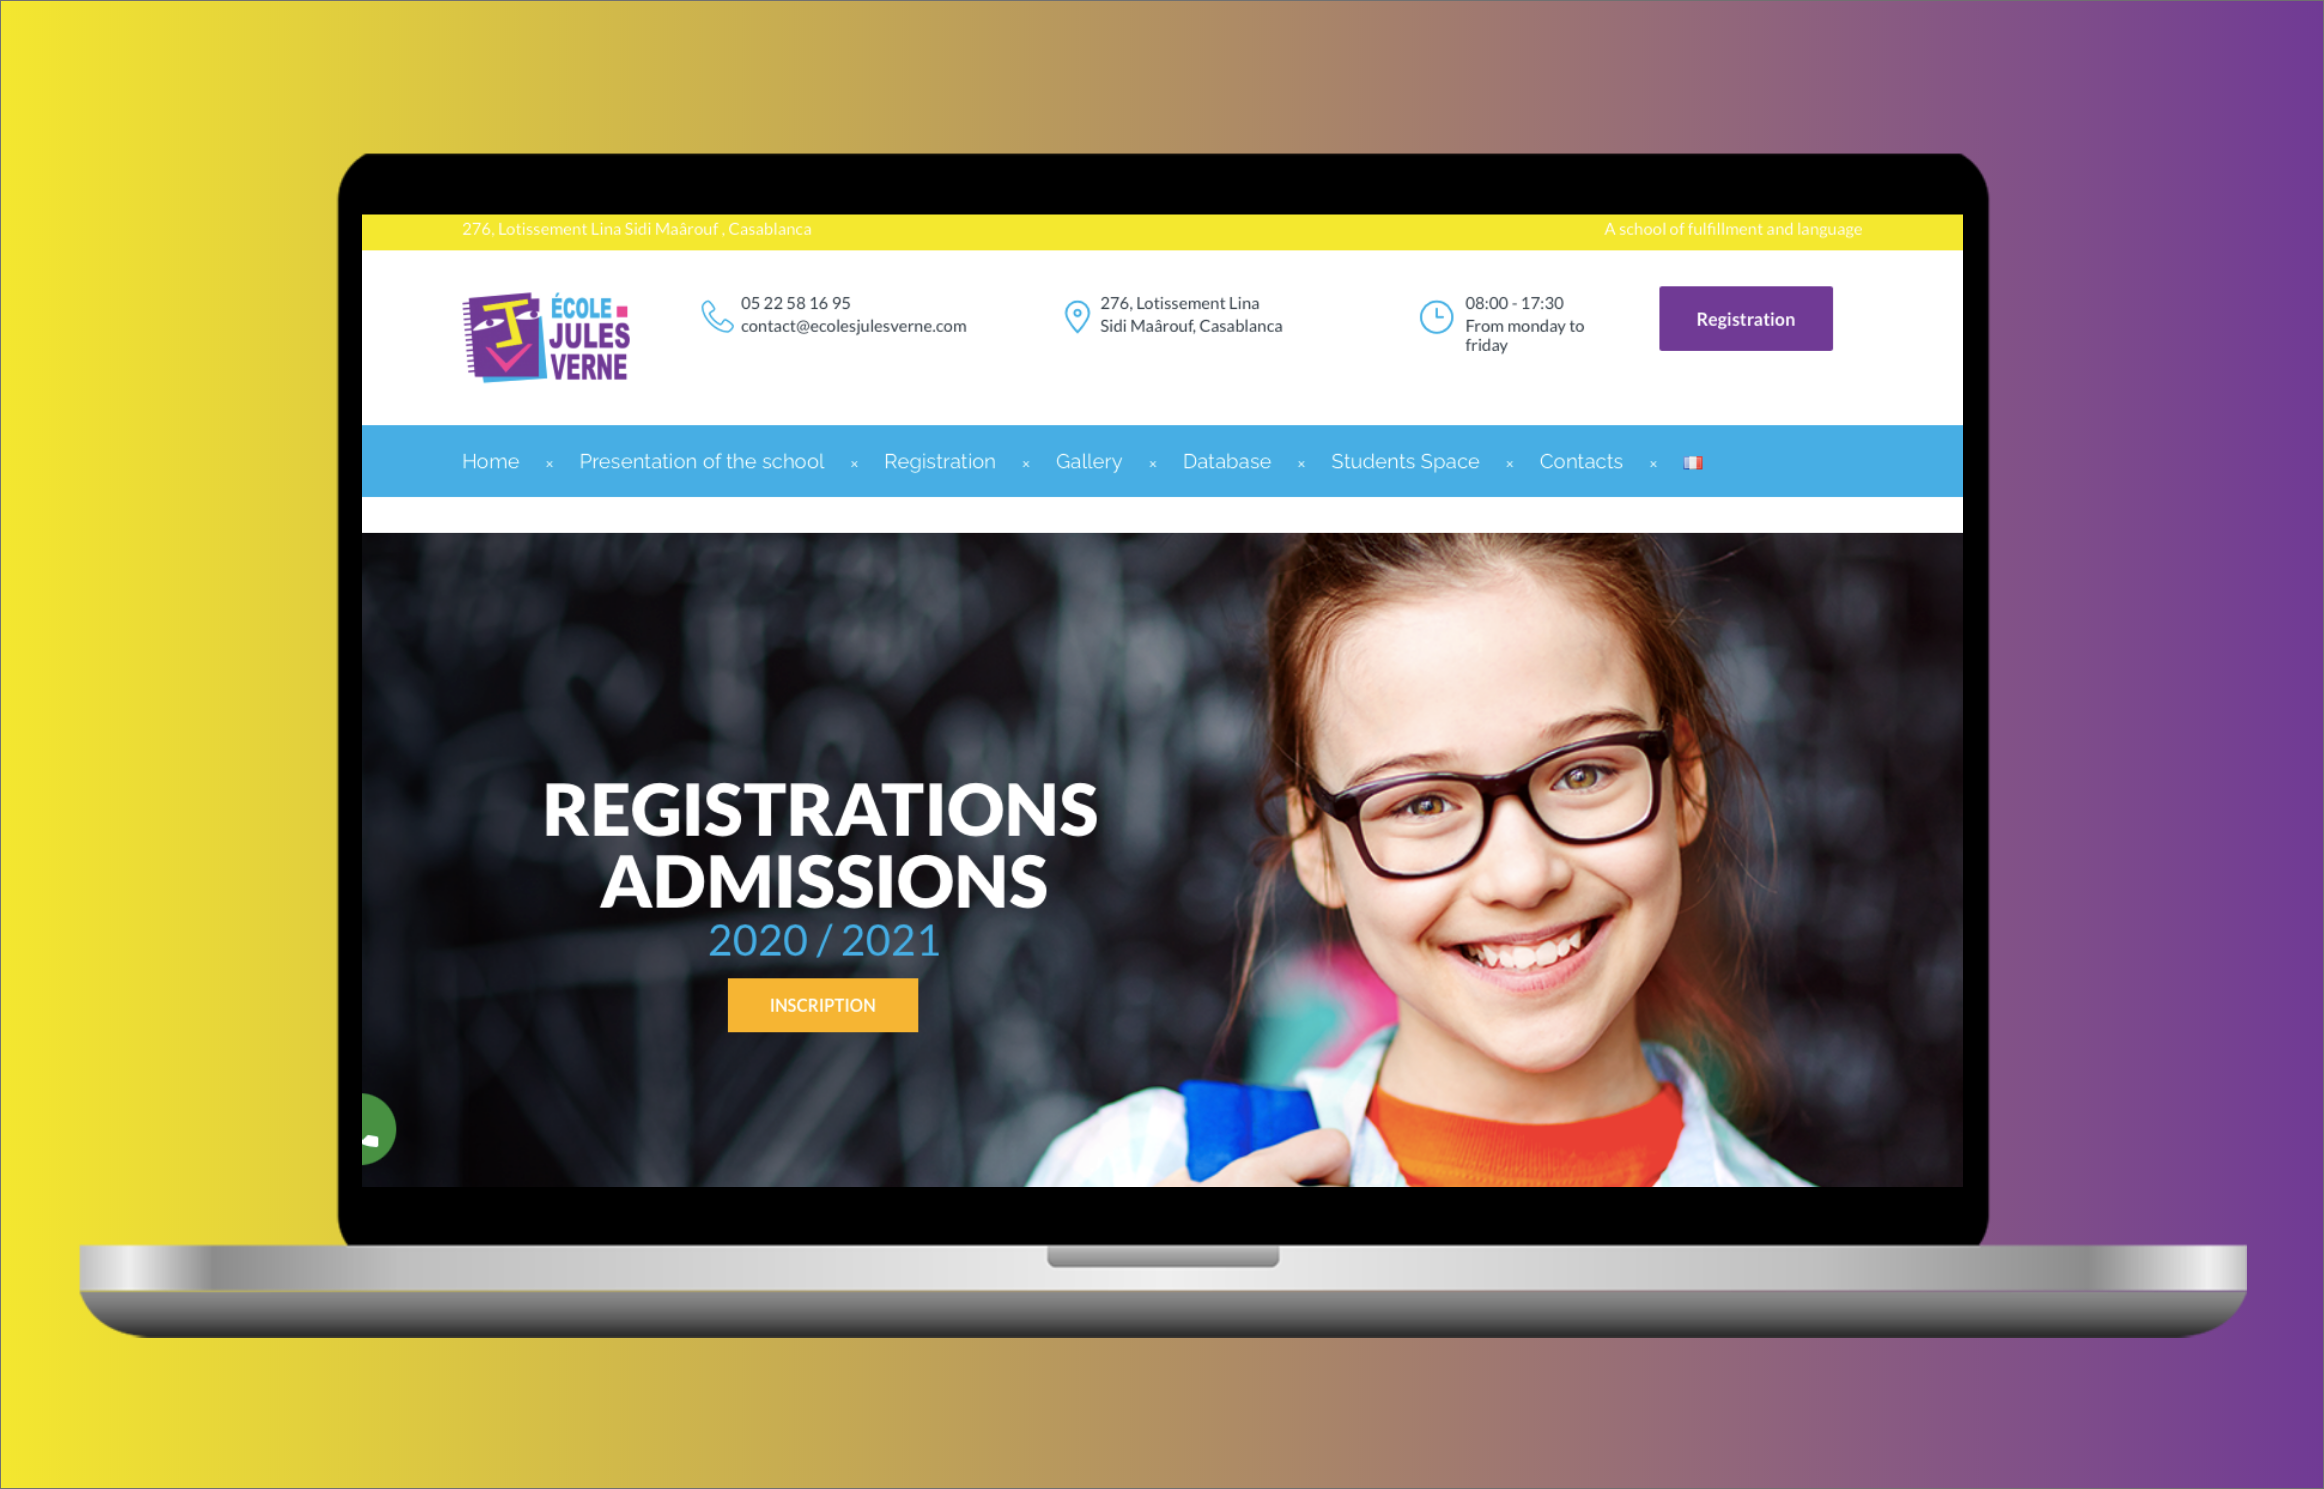 276, Lotissement Lina Sidi Maârouf , Casablanca
A school of fulfillment and language
ÉCOLE
JULES
VERNE
05 22 58 16 95
contact@ecolesjulesverne.com
276, Lotissement Lina
Sidi Maârouf, Casablanca
08:00 - 17:30
From monday to
friday
Registration
Home × Presentation of the school × Registration × Gallery × Database × Students Space × Contacts ×
REGISTRATIONS
ADMISSIONS
2020 / 2021
INSCRIPTION